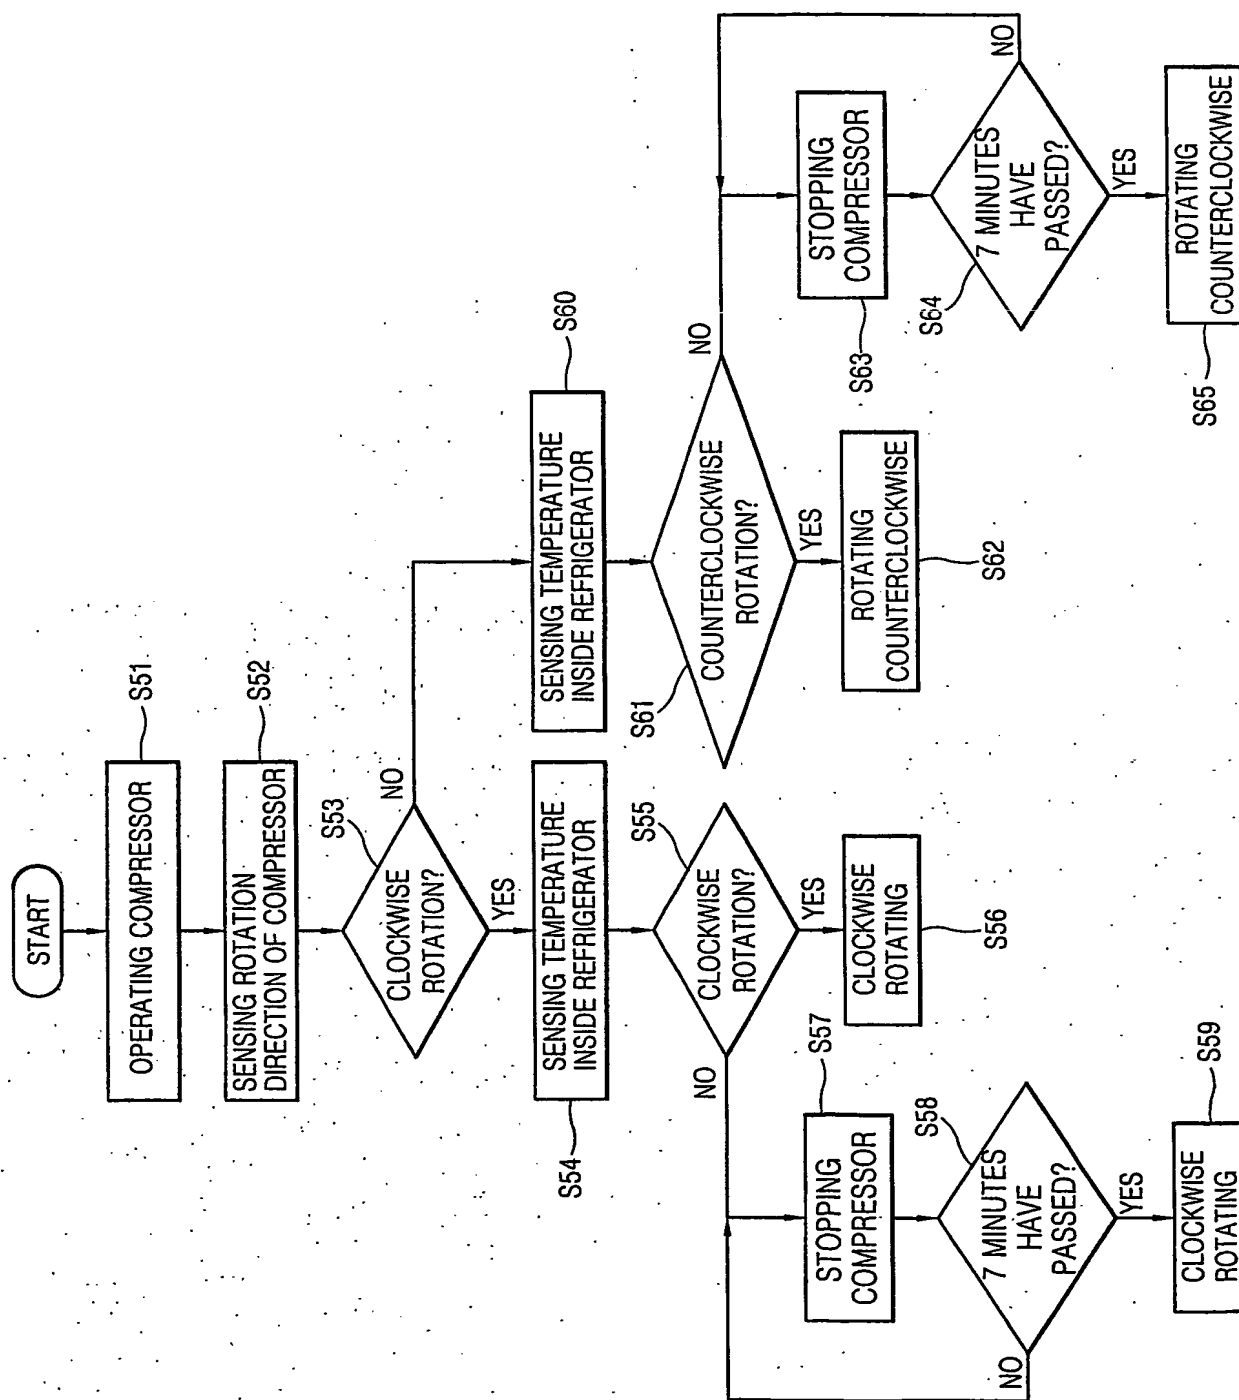 START
OPERATING COMPRESSOR
S51
SENSING ROTATION
DIRECTION OF COMPRESSOR
S52
CLOCKWISE
ROTATION?
S53
NO
YES
SENSING TEMPERATURE
INSIDE REFRIGERATOR
S54
SENSING TEMPERATURE
INSIDE REFRIGERATOR
S60
CLOCKWISE
ROTATION?
S55
NO
YES
CLOCKWISE
ROTATING
S56
STOPPING
COMPRESSOR
S57
7 MINUTES
HAVE
PASSED?
S58
NO
YES
CLOCKWISE
ROTATING
S59
COUNTERCLOCKWISE
ROTATION?
S61
NO
YES
ROTATING
COUNTERCLOCKWISE
S62
STOPPING
COMPRESSOR
S63
7 MINUTES
HAVE
PASSED?
S64
NO
YES
ROTATING
COUNTERCLOCKWISE
S65